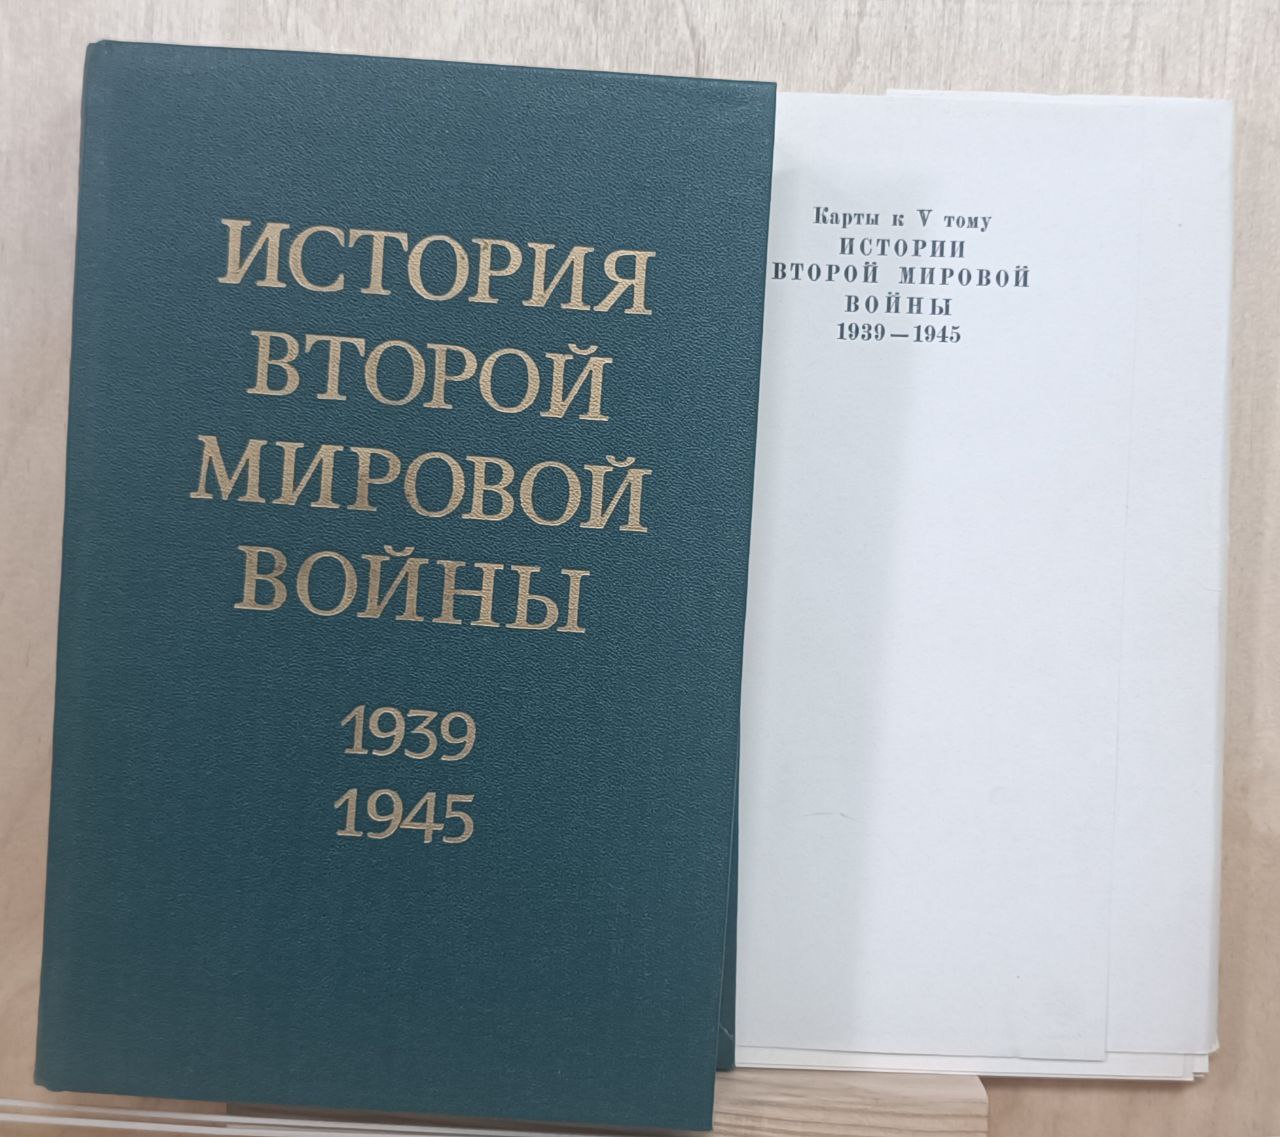 ИСТОРИЯ
ВТОРОЙ
МИРОВОЙ
ВОЙНЫ
1939
1945
Карты к V тому
ИСТОРИИ
ВТОРОЙ МИРОВОЙ
ВОЙНЫ
1939—1945